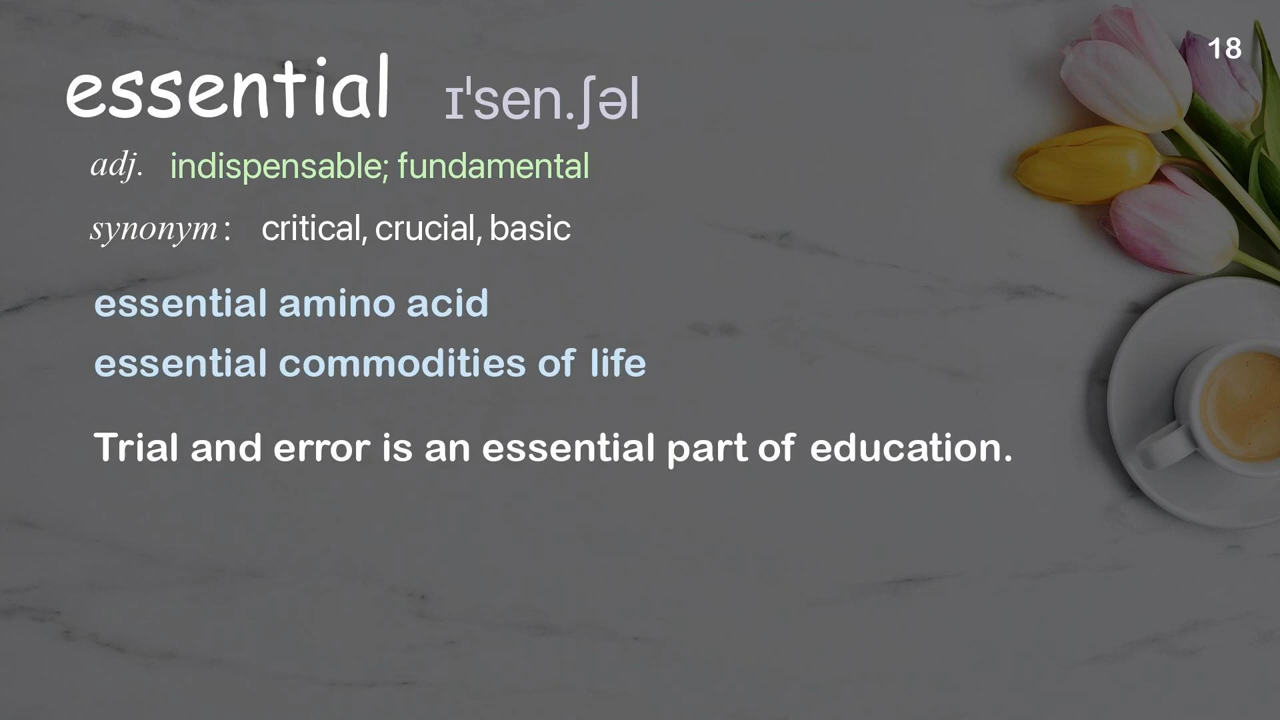 18
essential ɪˈsen.ʃəl
adj. indispensable; fundamental
synonym: critical, crucial, basic
essential amino acid
essential commodities of life
Trial and error is an essential part of education.